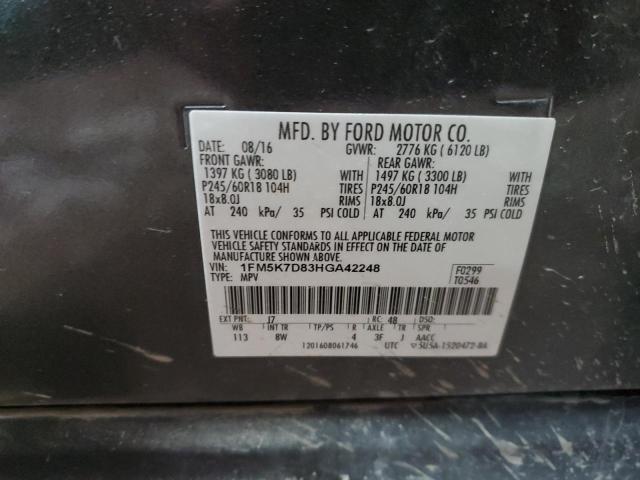 MFD. BY FORD MOTOR CO.
DATE: 08/16 GVWR: 2776 KG ( 6120 LB)
FRONT GAWR: REAR GAWR:
1397 KG ( 3080 LB) WITH 1497 KG ( 3300 LB) WITH
P245/60R18 104H TIRES P245/60R18 104H TIRES
18x8.0J RIMS 18x8.0J RIMS
AT 240 kPa/ 35 PSI COLD AT 240 kPa/ 35 PSI COLD
THIS VEHICLE CONFORMS TO ALL APPLICABLE FEDERAL MOTOR
VEHICLE SAFETY STANDARDS IN EFFECT ON THE DATE OF
MANUFACTURE SHOWN ABOVE.
VIN: 1FM5K7D83HGA42248 F0299
TYPE: MPV T0546
EXT PNT: J7 RC: 48 DSO:
WB INT TR TP/PS R AXLE TR SPR
113 8W 4 3F J AACC
1201608061746 UTC 5U5A-1520472-BA